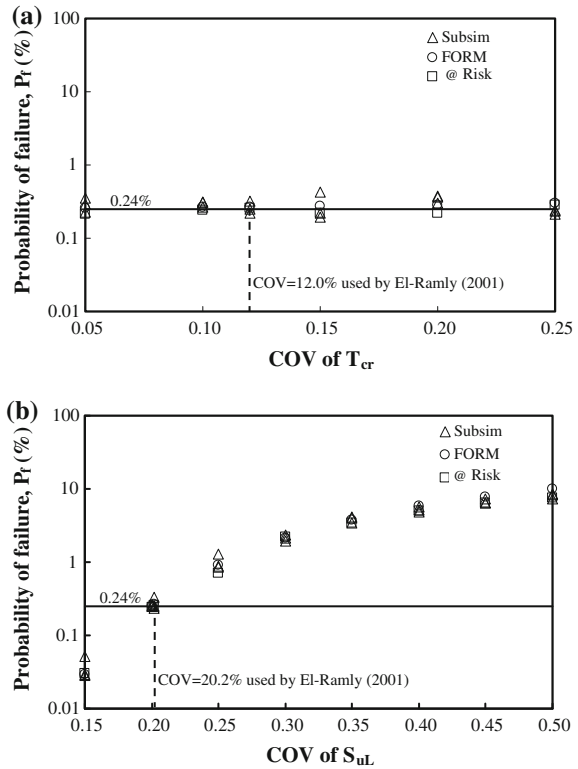 (a)
100
10
1
0.1
0.01
Probability of failure, Pf (%)
Subsim
FORM
@ Risk
0.24%
COV=12.0% used by El-Ramly (2001)
0.05 0.10 0.15 0.20 0.25
COV of Tcr
(b)
100
10
1
0.1
0.01
Probability of failure, Pf (%)
Subsim
FORM
@ Risk
0.24%
COV=20.2% used by El-Ramly (2001)
0.15 0.20 0.25 0.30 0.35 0.40 0.45 0.50
COV of SuL